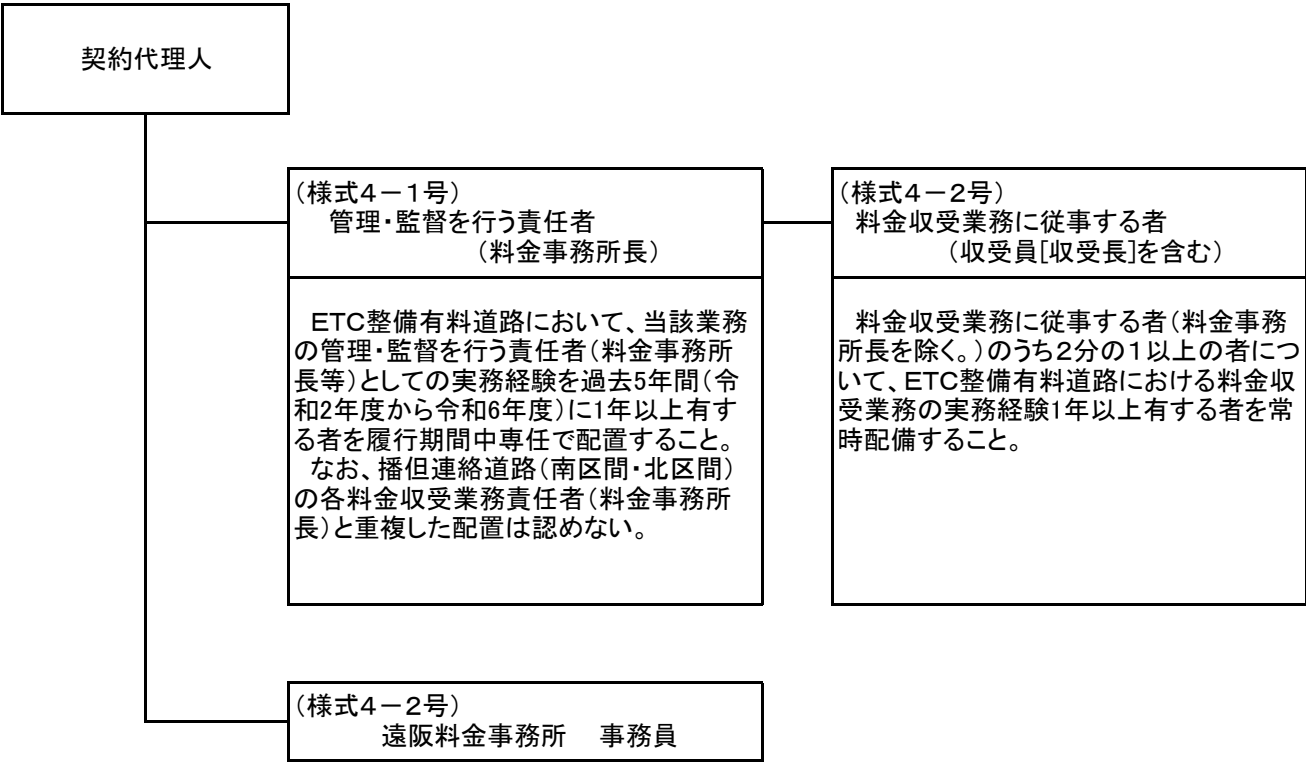 契約代理人
（様式４－１号）
管理・監督を行う責任者
（料金事務所長）
ＥＴＣ整備有料道路において、当該業務
の管理・監督を行う責任者（料金事務所
長等）としての実務経験を過去5年間（令
和2年度から令和6年度）に1年以上有す
る者を履行期間中専任で配置すること。
なお、播但連絡道路（南区間・北区間）
の各料金収受業務責任者（料金事務所
長）と重複した配置は認めない。
（様式４－２号）
料金収受業務に従事する者
（収受員[収受長]を含む）
料金収受業務に従事する者（料金事務
所長を除く。）のうち２分の１以上の者につ
いて、ＥＴＣ整備有料道路における料金収
受業務の実務経験1年以上有する者を常
時配備すること。
（様式４－２号）
遠阪料金事務所　事務員